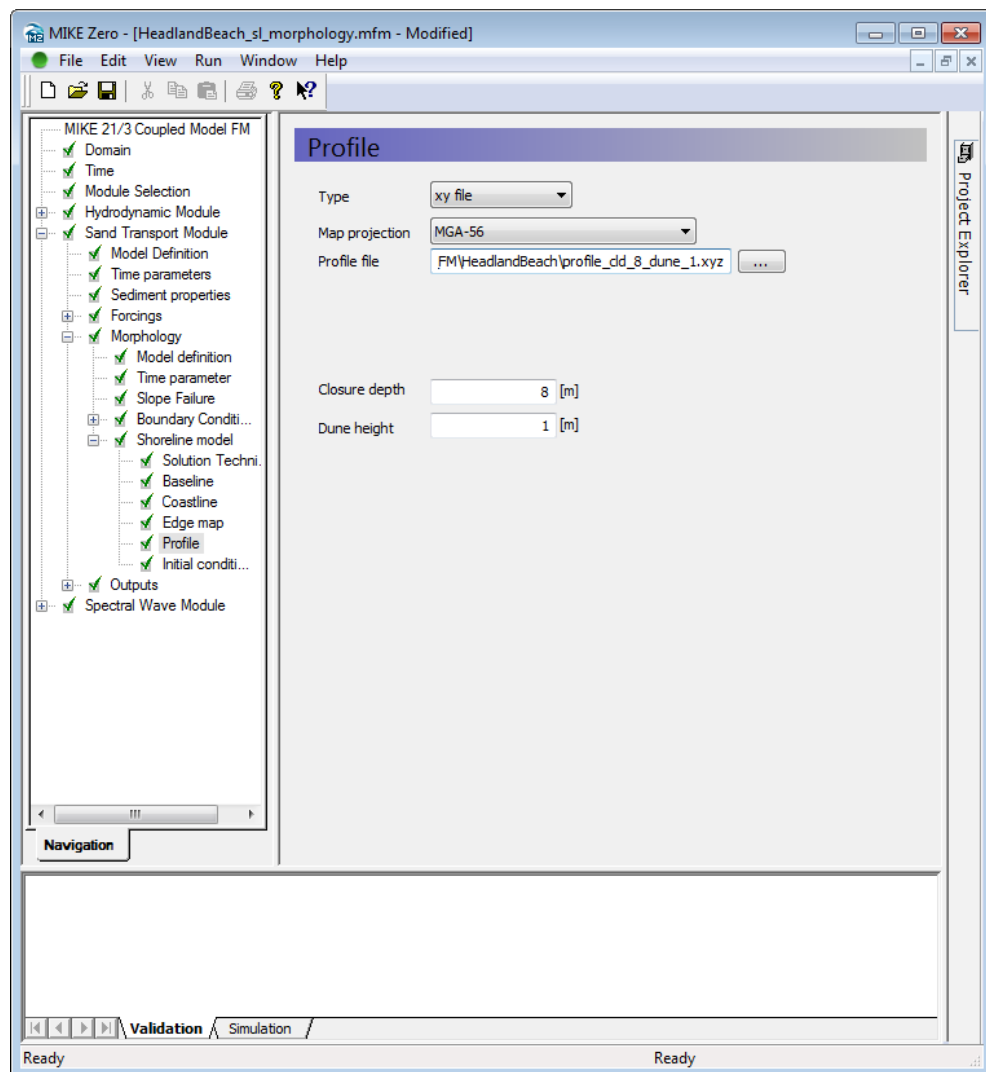 MIKE Zero - [HeadlandBeach_sl_morphology.mfm - Modified]
File Edit View Run Window Help
MIKE 21/3 Coupled Model FM
Domain
Time
Module Selection
Hydrodynamic Module
Sand Transport Module
Model Definition
Time parameters
Sediment properties
Forcings
Morphology
Model definition
Time parameter
Slope Failure
Boundary Conditi...
Shoreline model
Solution Techni.
Baseline
Coastline
Edge map
Profile
Initial conditi...
Outputs
Spectral Wave Module
Navigation
Profile
Type xy file
Map projection MGA-56
Profile file FM\HeadlandBeach\profile_cld_8_dune_1.xyz ...
Closure depth 8 [m]
Dune height 1 [m]
Project Explorer
Validation Simulation
Ready Ready